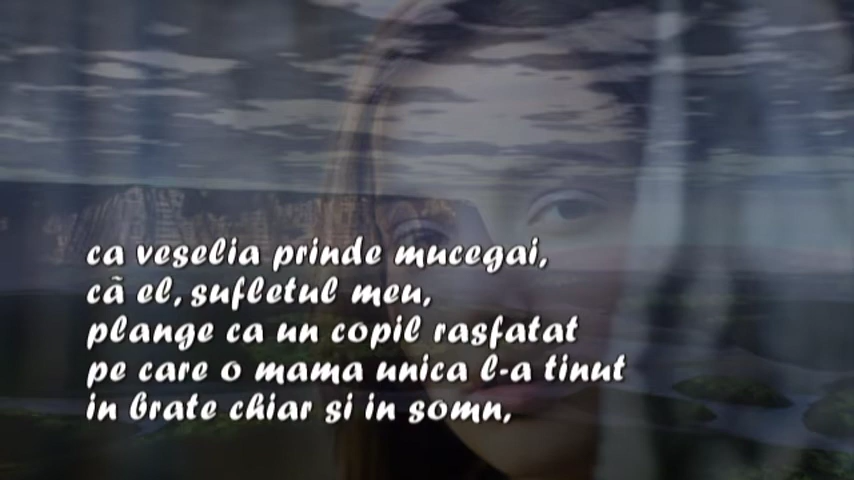 ca veselia prinde mucegai,
cã el, sufletul meu,
plange ca un copil rasfatat
pe care o mama unica l-a tinut
in brate chiar si in somn,